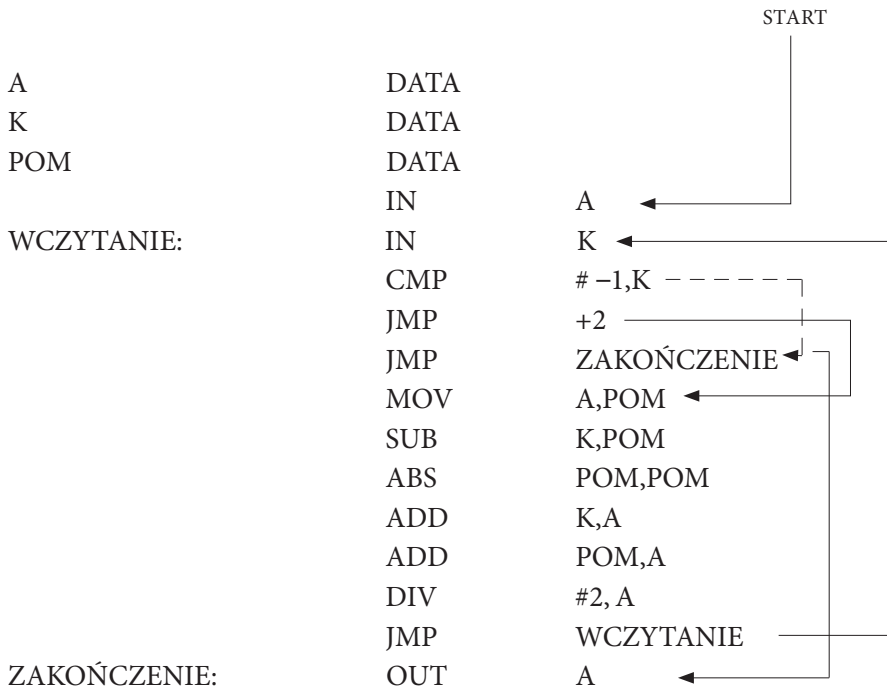 START
A DATA
K DATA
POM DATA
IN A
WCZYTANIE: IN K
CMP # –1,K
JMP +2
JMP ZAKOŃCZENIE
MOV A,POM
SUB K,POM
ABS POM,POM
ADD K,A
ADD POM,A
DIV #2, A
JMP WCZYTANIE
ZAKOŃCZENIE: OUT A